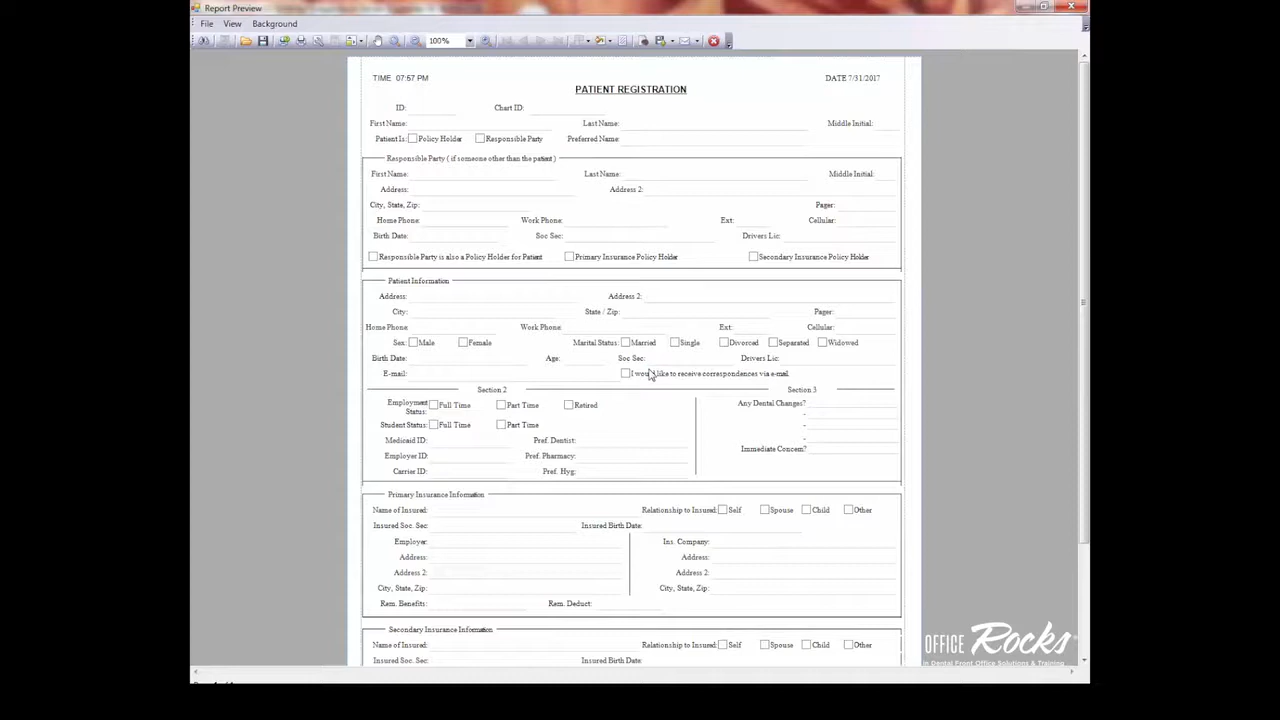 Report Preview
File View Background
100%
TIME 07:57 PM DATE 7/31/2017
PATIENT REGISTRATION
ID: Chart ID:
First Name: Last Name: Middle Initial:
Patient Is: Policy Holder Responsible Party Preferred Name:
Responsible Party ( if someone other than the patient )
First Name: Last Name: Middle Initial:
Address: Address 2:
City, State, Zip: Pager:
Home Phone: Work Phone: Ext: Cellular:
Birth Date: Soc Sec: Drivers Lic:
Responsible Party is also a Policy Holder for Patient Primary Insurance Policy Holder Secondary Insurance Policy Holder
Patient Information
Address: Address 2:
City: State / Zip: Pager:
Home Phone: Work Phone: Ext: Cellular:
Sex: Male Female Marital Status: Married Single Divorced Separated Widowed
Birth Date: Age: Soc Sec: Drivers Lic:
E-mail: I would like to receive correspondences via e-mail.
Section 2 Section 3
Employment Status: Full Time Part Time Retired Any Dental Changes?
Student Status: Full Time Part Time
Medicaid ID: Pref. Dentist:
Immediate Concern?
Employer ID: Pref. Pharmacy:
Carrier ID: Pref. Hyg:
Primary Insurance Information
Name of Insured: Relationship to Insured: Self Spouse Child Other
Insured Soc. Sec: Insured Birth Date:
Employer: Ins. Company:
Address: Address:
Address 2: Address 2:
City, State, Zip: City, State, Zip:
Rem. Benefits: Rem. Deduct:
Secondary Insurance Information
Name of Insured: Relationship to Insured: Self Spouse Child Other
Insured Soc. Sec: Insured Birth Date:
OFFICE Rocks
in Dental Front Office Solutions & Training